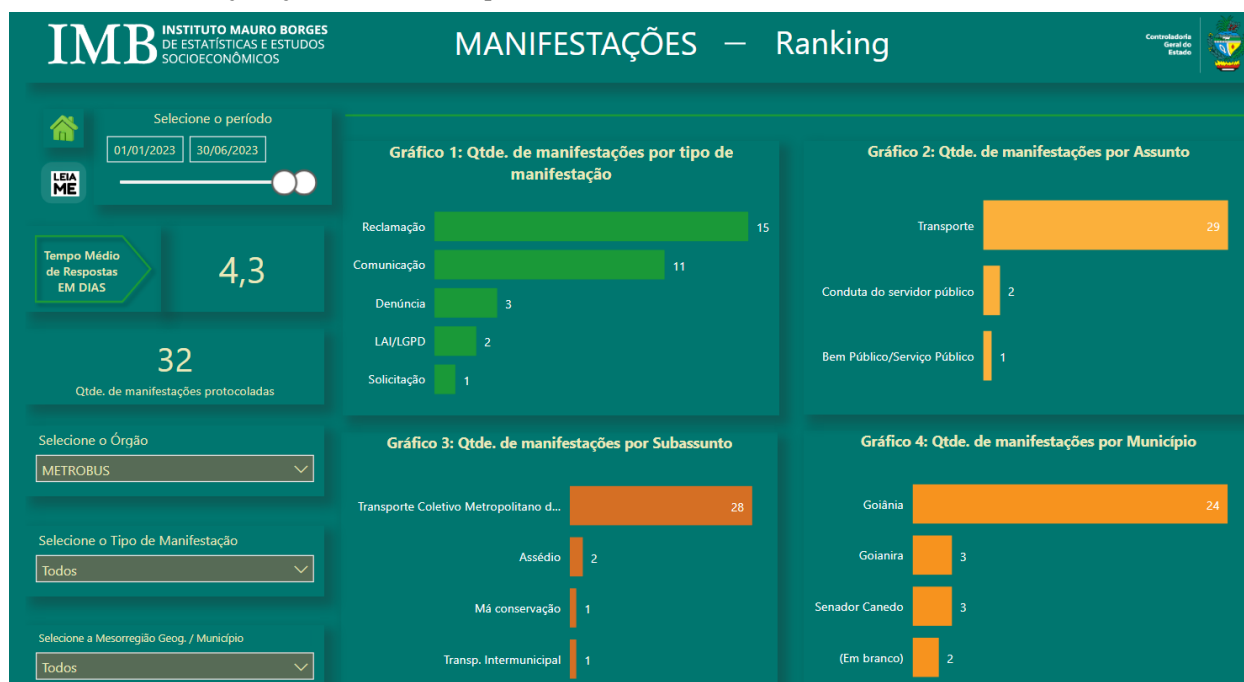 IMB
INSTITUTO MAURO BORGES
DE ESTATÍSTICAS E ESTUDOS
SOCIOECONÔMICOS
MANIFESTAÇÕES — Ranking
Controladoria
Geral do
Estado
Selecione o período
01/01/2023 30/06/2023
LEIA
ME
Tempo Médio
de Respostas
EM DIAS
4,3
32
Qtde. de manifestações protocoladas
Selecione o Órgão
METROBUS
Selecione o Tipo de Manifestação
Todos
Selecione a Mesorregião Geog. / Município
Todos
Gráfico 1: Qtde. de manifestações por tipo de
manifestação
Reclamação 15
Comunicação 11
Denúncia 3
LAI/LGPD 2
Solicitação 1
Gráfico 2: Qtde. de manifestações por Assunto
Transporte 29
Conduta do servidor público 2
Bem Público/Serviço Público 1
Gráfico 3: Qtde. de manifestações por Subassunto
Transporte Coletivo Metropolitano d... 28
Assédio 2
Má conservação 1
Transp. Intermunicipal 1
Gráfico 4: Qtde. de manifestações por Município
Goiânia 24
Goianira 3
Senador Canedo 3
(Em branco) 2